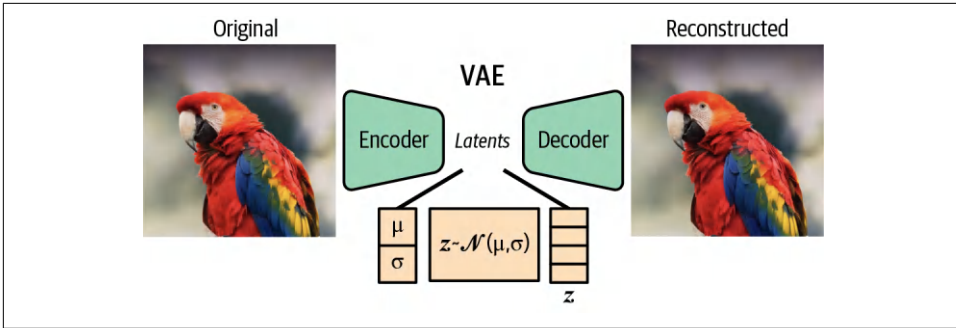 Original
Reconstructed
VAE
Encoder
Latents
Decoder
μ
σ
z~𝒩(μ,σ)
z